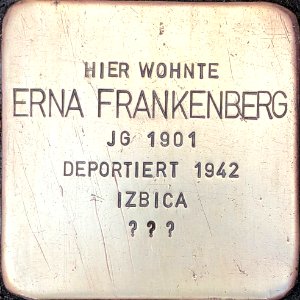 HIER WOHNTE
ERNA FRANKENBERG
JG 1901
DEPORTIERT 1942
IZBICA
? ? ?